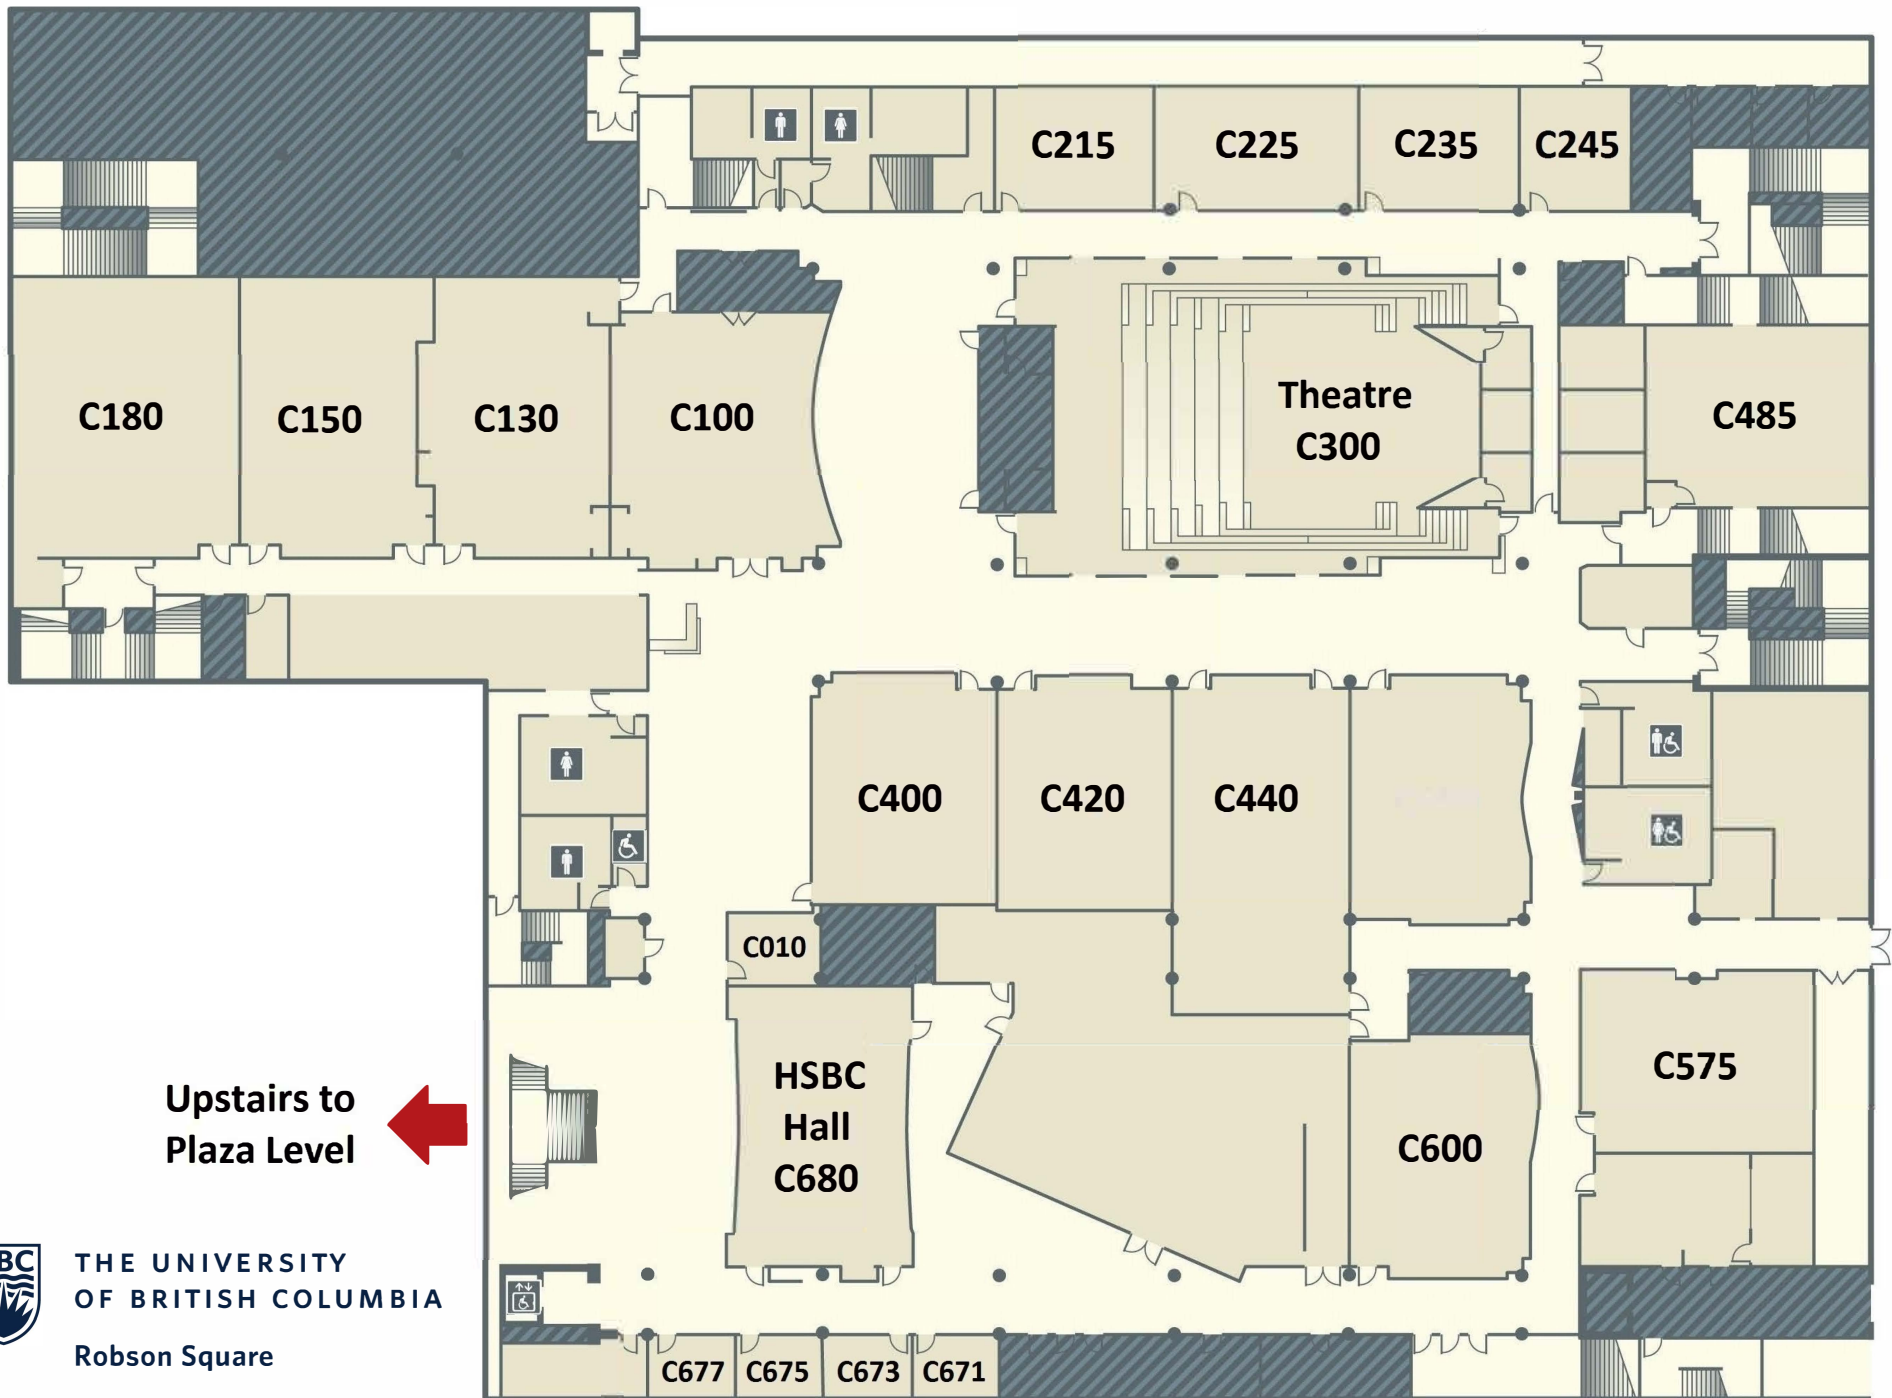 C215
C225
C235
C245
C180
C150
C130
C100
Theatre
C300
C485
C400
C420
C440
C010
HSBC
Hall
C680
C575
C600
Upstairs to
Plaza Level
BC
THE UNIVERSITY
OF BRITISH COLUMBIA
Robson Square
C677
C675
C673
C671